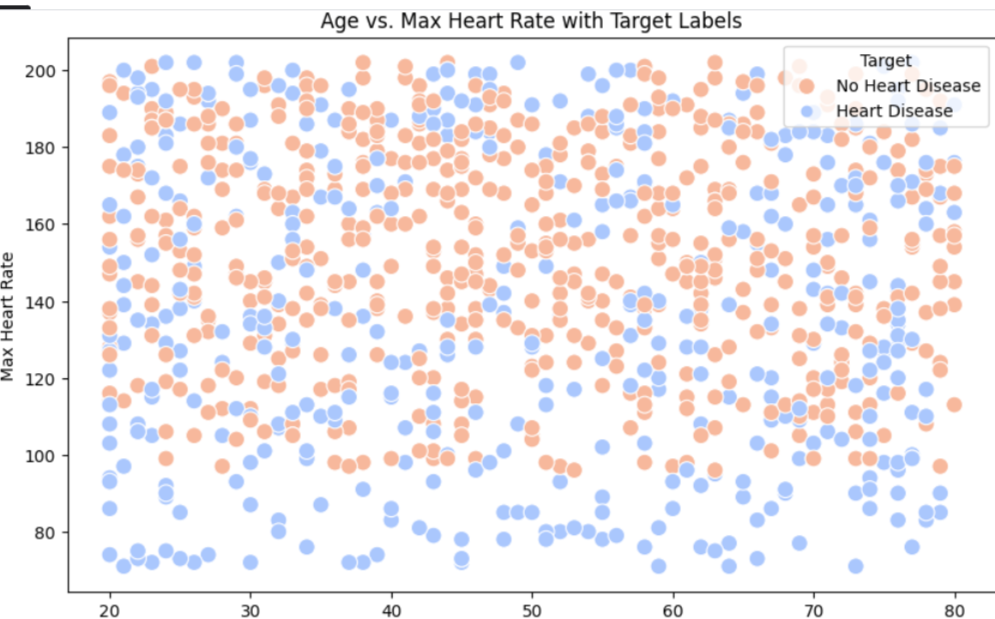 Age vs. Max Heart Rate with Target Labels
Target
No Heart Disease
Heart Disease
Max Heart Rate
200
180
160
140
120
100
80
20
30
40
50
60
70
80